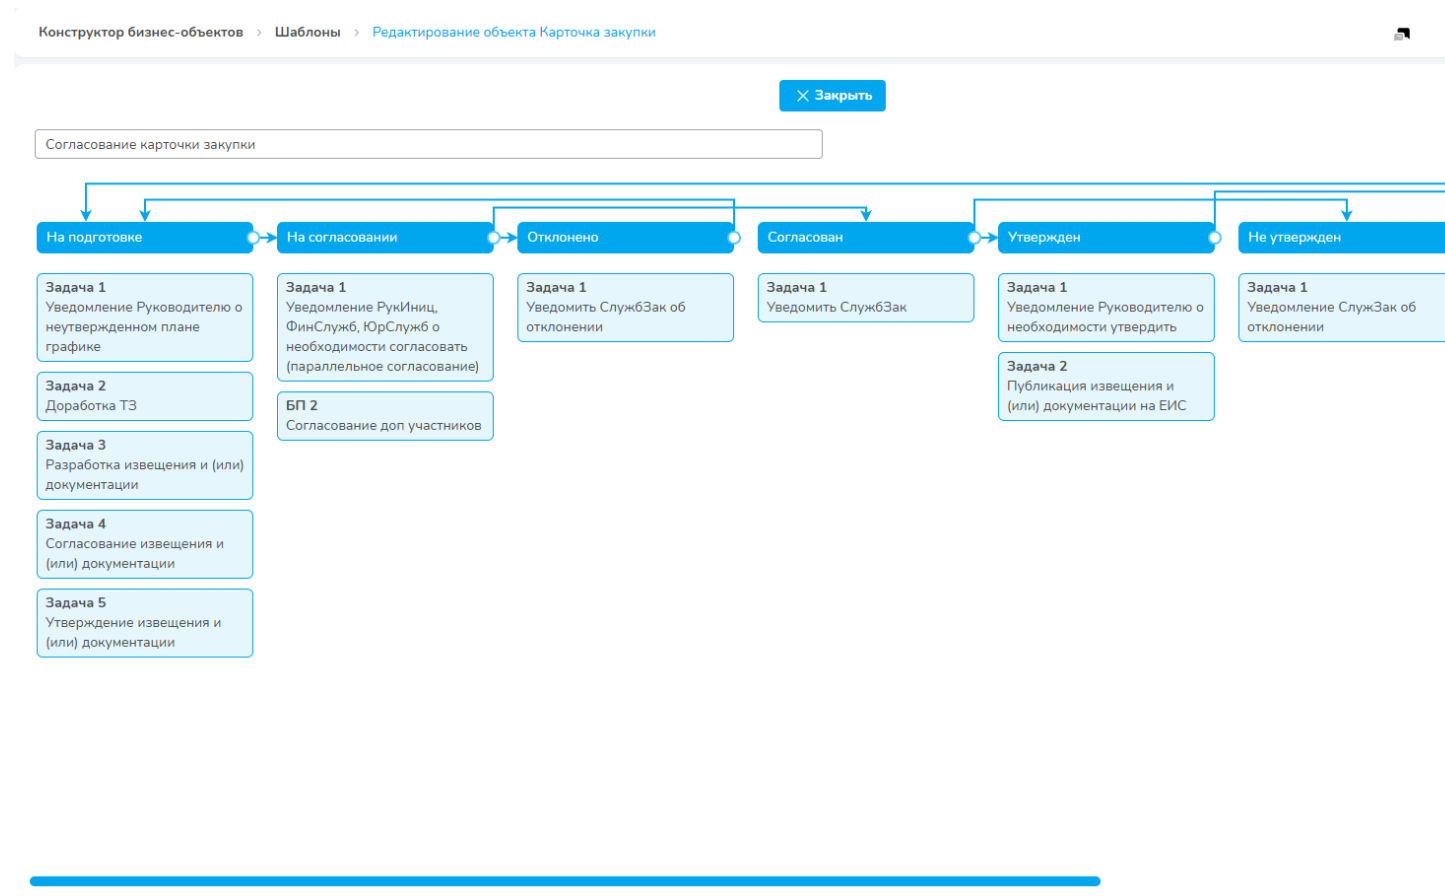 Конструктор бизнес-объектов > Шаблоны > Редактирование объекта Карточка закупки
Закрыть
Согласование карточки закупки
На подготовке
Задача 1
Уведомление Руководителю о
неутвержденном плане
графике
Задача 2
Доработка ТЗ
Задача 3
Разработка извещения и (или)
документации
Задача 4
Согласование извещения и
(или) документации
Задача 5
Утверждение извещения и
(или) документации
На согласовании
Задача 1
Уведомление РукИниц,
ФинСлужб, ЮрСлужб о
необходимости согласовать
(параллельное согласование)
БП 2
Согласование доп участников
Отклонено
Задача 1
Уведомить СлужбЗак об
отклонении
Согласован
Задача 1
Уведомить СлужбЗак
Утвержден
Задача 1
Уведомление Руководителю о
необходимости утвердить
Задача 2
Публикация извещения и
(или) документации на ЕИС
Не утвержден
Задача 1
Уведомление СлужЗак об
отклонении